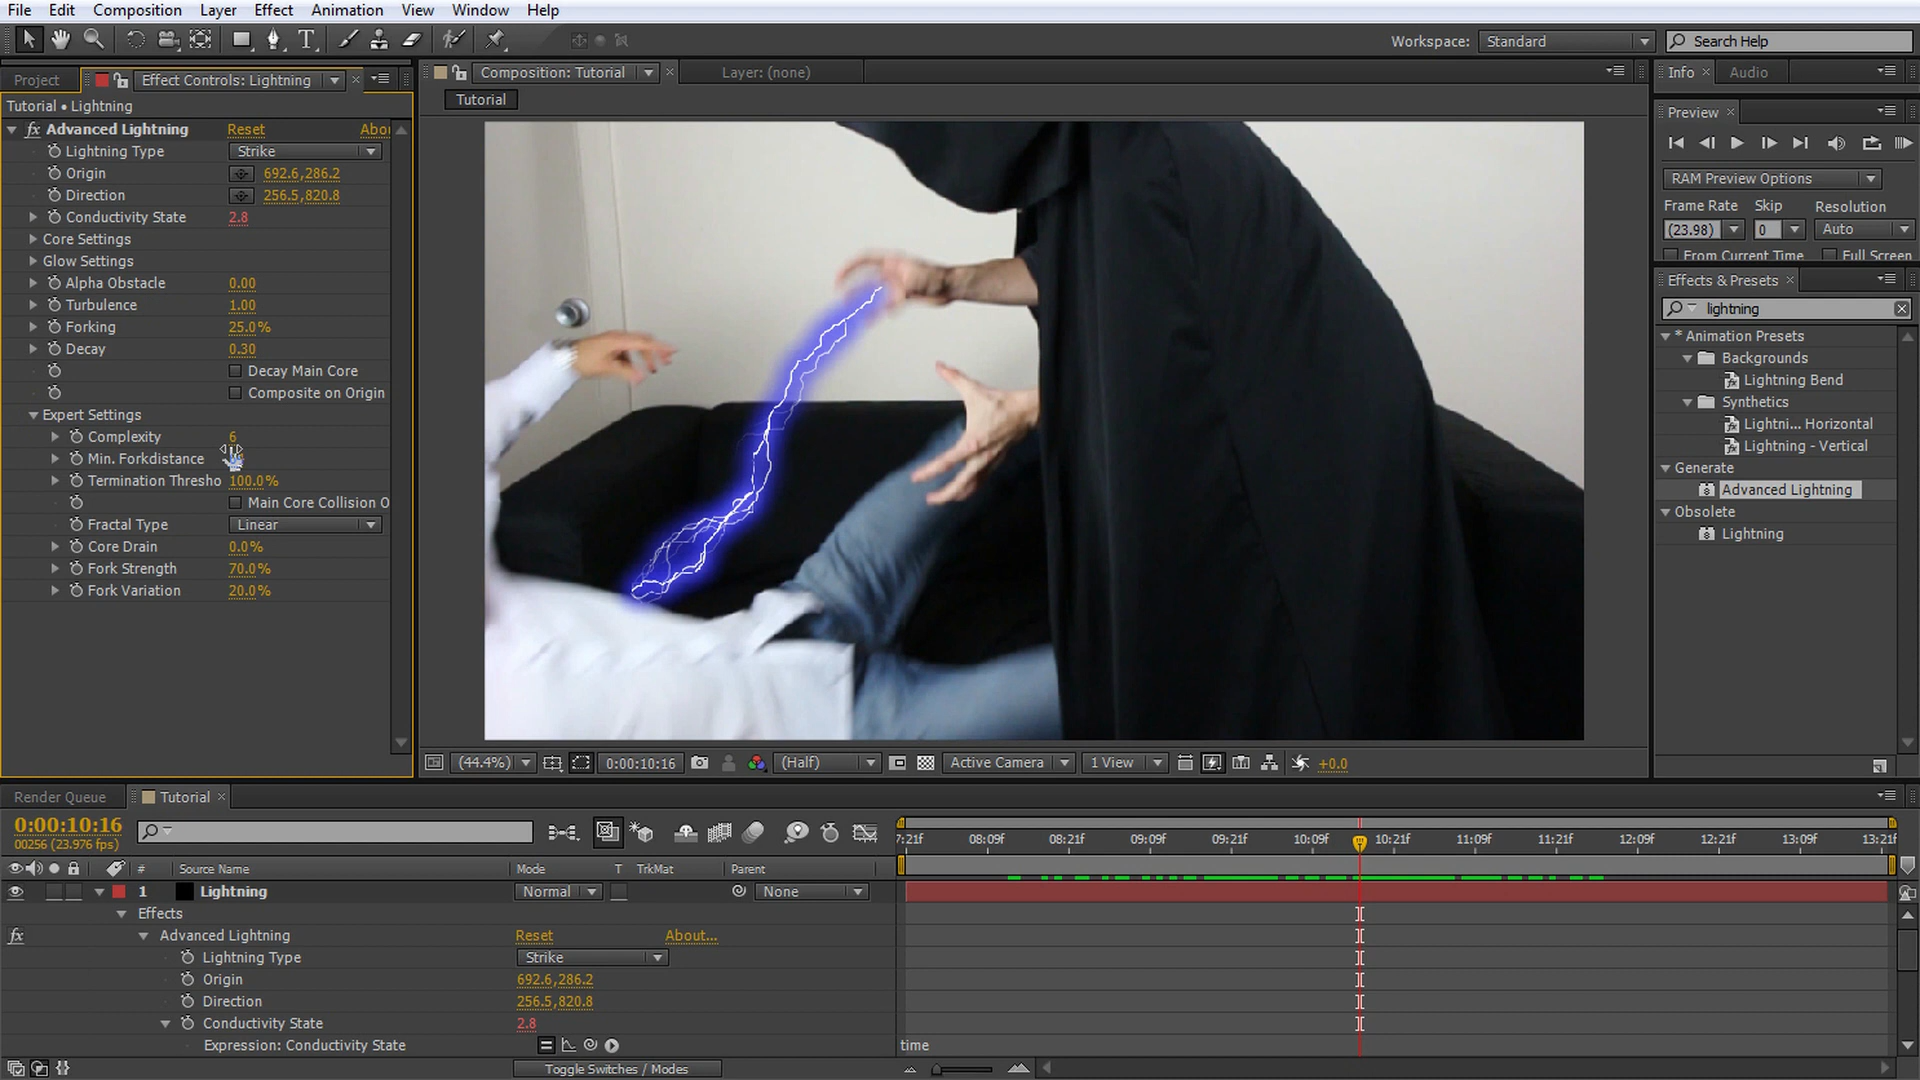 File Edit Composition Layer Effect Animation View Window Help
Workspace: Standard Search Help
Project Effect Controls: Lightning
Composition: Tutorial Layer: (none)
Info Audio
Tutorial • Lightning
Tutorial
Advanced Lightning Reset Abo
Preview
Lightning Type Strike
Origin 692.6,286.2
Direction 256.5,820.8
RAM Preview Options
Conductivity State 2.8
Frame Rate Skip Resolution
(23.98) 0 Auto
Core Settings
From Current Time Full Screen
Glow Settings
Effects & Presets
Alpha Obstacle 0.00
Turbulence 1.00
lightning
Forking 25.0%
* Animation Presets
Decay 0.30
Backgrounds
Decay Main Core
Lightning Bend
Composite on Origin
Synthetics
Expert Settings
Lightni... Horizontal
Complexity 6
Lightning - Vertical
Min. Forkdistance
Generate
Termination Thresho 100.0%
Advanced Lightning
Main Core Collision O
Obsolete
Fractal Type Linear
Lightning
Core Drain 0.0%
Fork Strength 70.0%
Fork Variation 20.0%
(44.4%) 0:00:10:16 (Half) Active Camera 1 View +0.0
Render Queue Tutorial
0:00:10:16
00256 (23.976 fps)
7:21f 08:09f 08:21f 09:09f 09:21f 10:09f 10:21f 11:09f 11:21f 12:09f 12:21f 13:09f 13:21f
# Source Name Mode T TrkMat Parent
1 Lightning Normal None
Effects
fx Advanced Lightning Reset About...
Lightning Type Strike
Origin 692.6,286.2
Direction 256.5,820.8
Conductivity State 2.8
Expression: Conductivity State time
Toggle Switches / Modes